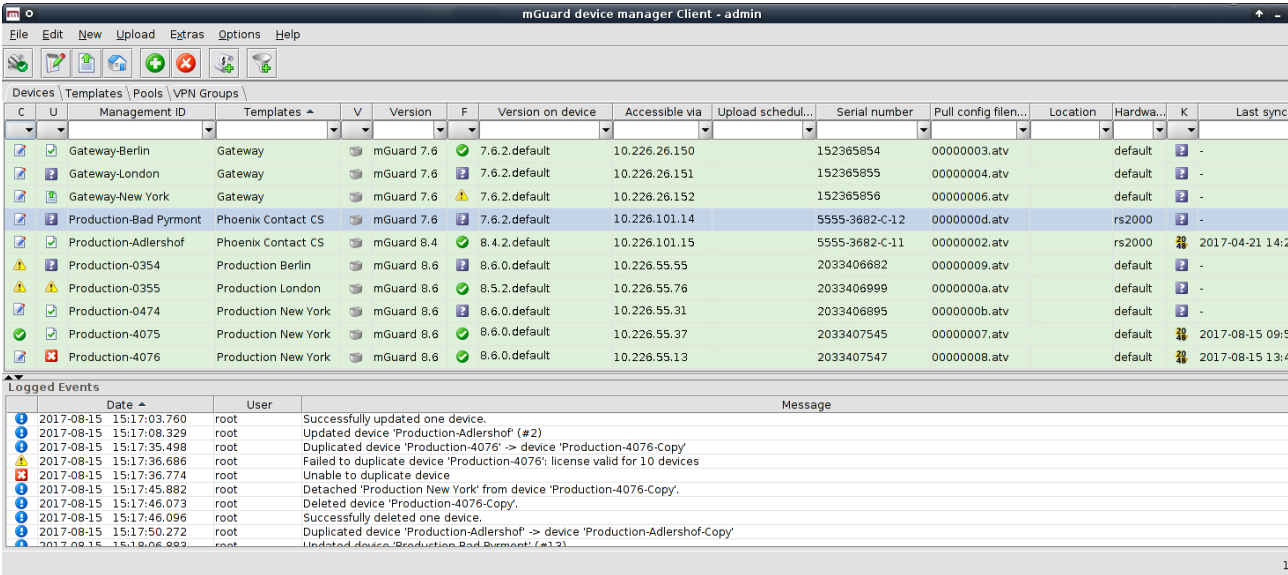 mGuard device manager Client - admin
File Edit New Upload Extras Options Help
Devices Templates Pools VPN Groups
C U Management ID Templates V Version F Version on device Accessible via Upload schedul... Serial number Pull config filen... Location Hardwa... K Last sync
Gateway-Berlin Gateway mGuard 7.6 7.6.2.default 10.226.26.150 152365854 00000003.atv default -
Gateway-London Gateway mGuard 7.6 7.6.2.default 10.226.26.151 152365855 00000004.atv default -
Gateway-New York Gateway mGuard 7.6 7.6.2.default 10.226.26.152 152365856 00000006.atv default -
Production-Bad Pyrmont Phoenix Contact CS mGuard 7.6 7.6.2.default 10.226.101.14 5555-3682-C-12 0000000d.atv rs2000 -
Production-Adlershof Phoenix Contact CS mGuard 8.4 8.4.2.default 10.226.101.15 5555-3682-C-11 00000002.atv rs2000 2048 2017-04-21 14:2
Production-0354 Production Berlin mGuard 8.6 8.6.0.default 10.226.55.55 2033406682 00000009.atv default -
Production-0355 Production London mGuard 8.6 8.5.2.default 10.226.55.76 2033406999 0000000a.atv default -
Production-0474 Production New York mGuard 8.6 8.6.0.default 10.226.55.31 2033406895 0000000b.atv default -
Production-4075 Production New York mGuard 8.6 8.6.0.default 10.226.55.37 2033407545 00000007.atv default 2048 2017-08-15 09:5
Production-4076 Production New York mGuard 8.6 8.6.0.default 10.226.55.13 2033407547 00000008.atv default 2048 2017-08-15 13:4
Logged Events
Date User Message
2017-08-15 15:17:03.760 root Successfully updated one device.
2017-08-15 15:17:08.329 root Updated device 'Production-Adlershof' (#2)
2017-08-15 15:17:35.498 root Duplicated device 'Production-4076' -> device 'Production-4076-Copy'
2017-08-15 15:17:36.686 root Failed to duplicate device 'Production-4076': license valid for 10 devices
2017-08-15 15:17:36.774 root Unable to duplicate device
2017-08-15 15:17:45.882 root Detached 'Production New York' from device 'Production-4076-Copy'.
2017-08-15 15:17:46.073 root Deleted device 'Production-4076-Copy'.
2017-08-15 15:17:46.096 root Successfully deleted one device.
2017-08-15 15:17:50.272 root Duplicated device 'Production-Adlershof' -> device 'Production-Adlershof-Copy'
2017-08-15 15:18:06.883 root Updated device 'Production-Bad Pyrmont' (#13)
1